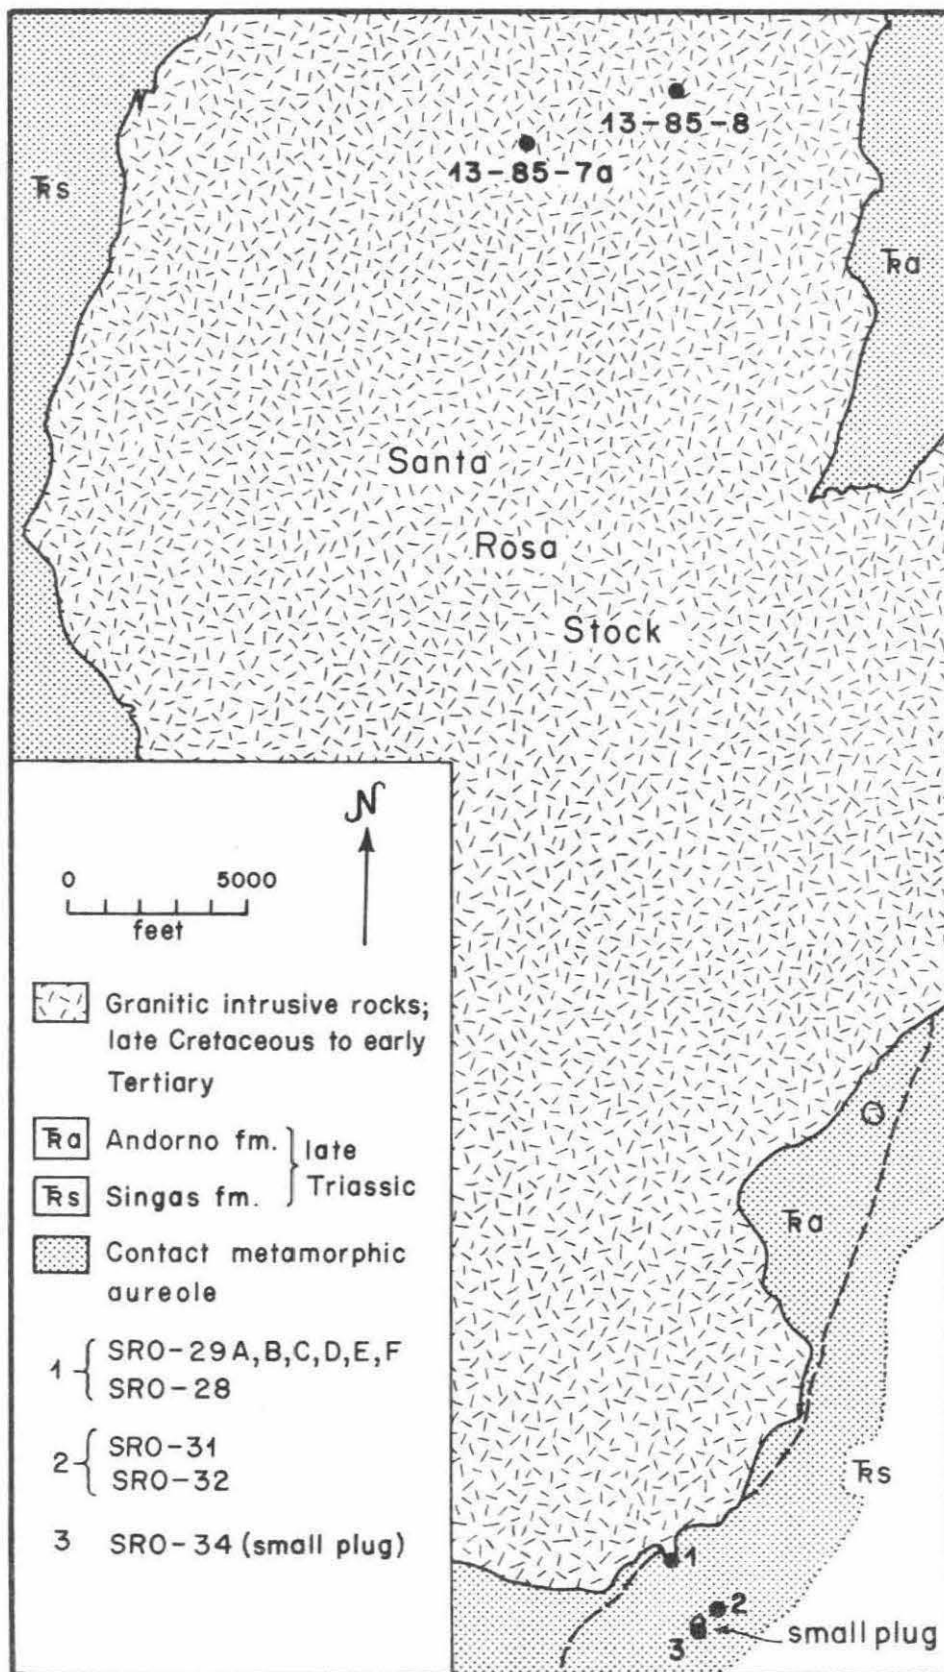 13-85-8
13-85-7a
T̶Rs
T̶Ra
Santa
Rosa
Stock
N
0 5000
feet
Granitic intrusive rocks;
late Cretaceous to early
Tertiary
T̶Ra Andorno fm.
T̶Rs Singas fm.
late
Triassic
Contact metamorphic
aureole
1 { SRO-29A,B,C,D,E,F
SRO-28
2 { SRO-31
SRO-32
3 SRO-34 (small plug)
T̶Ra
T̶Rs
1
2
3
small plug